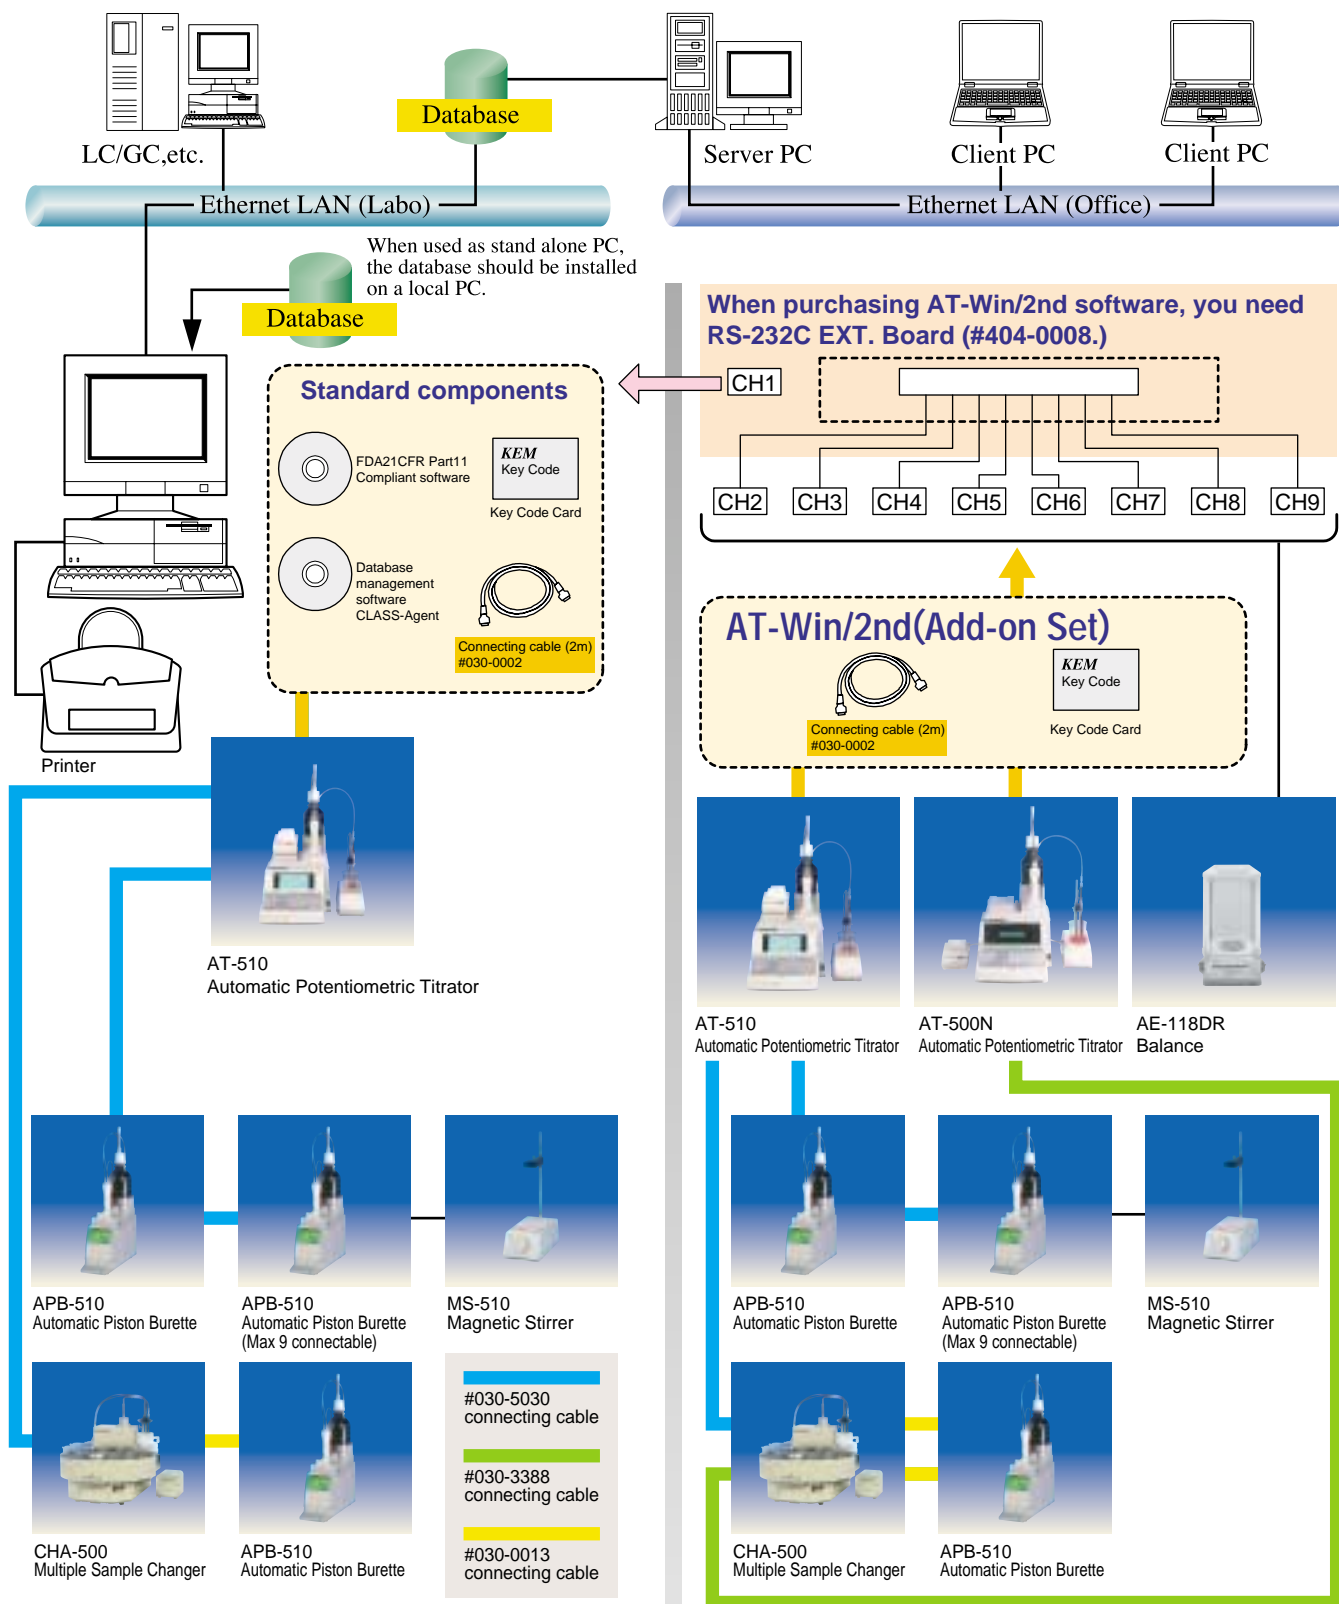 LC/GC,etc.
Database
Server PC
Client PC
Client PC
Ethernet LAN (Labo)
Ethernet LAN (Office)
When used as stand alone PC,
the database should be installed
on a local PC.
Database
When purchasing AT-Win/2nd software, you need
RS-232C EXT. Board (#404-0008.)
CH1
CH2
CH3
CH4
CH5
CH6
CH7
CH8
CH9
Standard components
FDA21CFR Part11
Compliant software
KEM
Key Code
Key Code Card
Database
management
software
CLASS-Agent
Connecting cable (2m)
#030-0002
Printer
AT-Win/2nd(Add-on Set)
KEM
Key Code
Connecting cable (2m)
#030-0002
Key Code Card
AT-510
Automatic Potentiometric Titrator
AT-510
Automatic Potentiometric Titrator
AT-500N
Automatic Potentiometric Titrator
AE-118DR
Balance
APB-510
Automatic Piston Burette
APB-510
Automatic Piston Burette
(Max 9 connectable)
MS-510
Magnetic Stirrer
APB-510
Automatic Piston Burette
APB-510
Automatic Piston Burette
(Max 9 connectable)
MS-510
Magnetic Stirrer
#030-5030
connecting cable
#030-3388
connecting cable
#030-0013
connecting cable
CHA-500
Multiple Sample Changer
APB-510
Automatic Piston Burette
CHA-500
Multiple Sample Changer
APB-510
Automatic Piston Burette